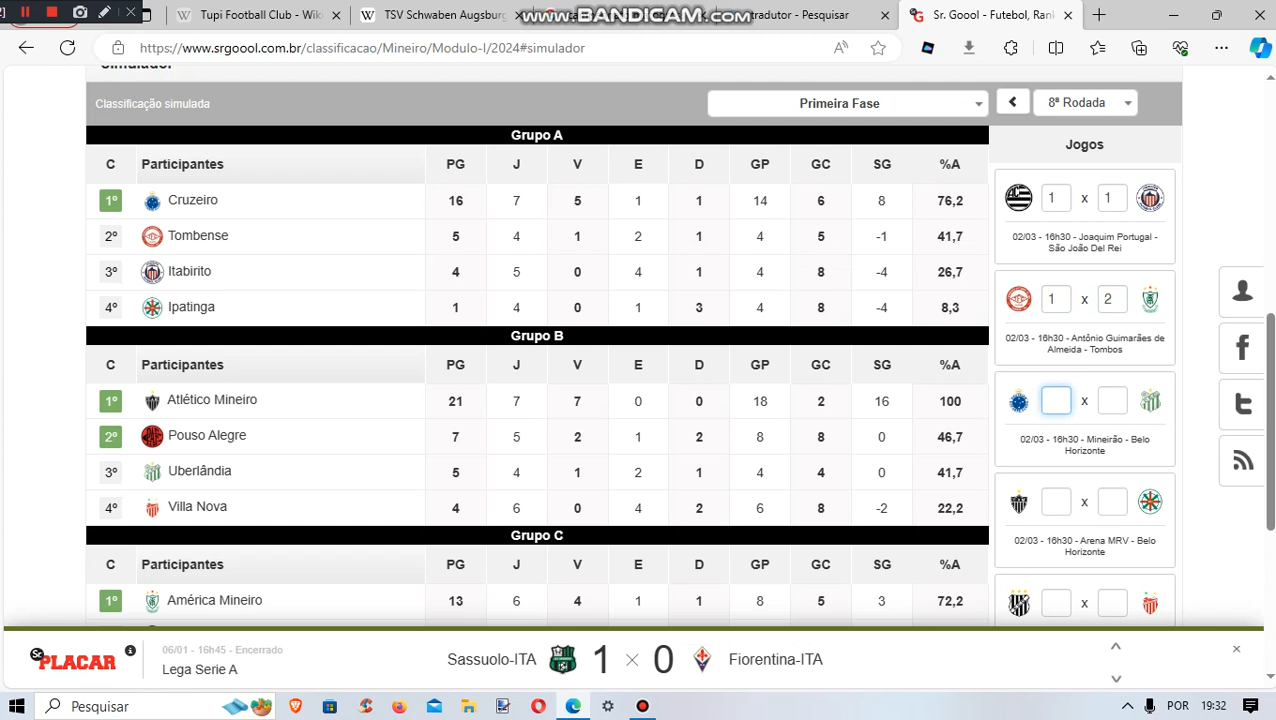 Tupi Football Club - Wiki
TSV Schwaben Augsburg
www.BANDICAM.com
tradutor - Pesquisar
Sr. Goool - Futebol, Ran
https://www.srgoool.com.br/classificacao/Mineiro/Modulo-I/2024#simulador
Simulador
Classificação simulada
Primeira Fase
8ª Rodada
Grupo A
Jogos
C Participantes PG J V E D GP GC SG %A
1º Cruzeiro 16 7 5 1 1 14 6 8 76,2
2º Tombense 5 4 1 2 1 4 5 -1 41,7
3º Itabirito 4 5 0 4 1 4 8 -4 26,7
4º Ipatinga 1 4 0 1 3 4 8 -4 8,3
Grupo B
C Participantes PG J V E D GP GC SG %A
1º Atlético Mineiro 21 7 7 0 0 18 2 16 100
2º Pouso Alegre 7 5 2 1 2 8 8 0 46,7
3º Uberlândia 5 4 1 2 1 4 4 0 41,7
4º Villa Nova 4 6 0 4 2 6 8 -2 22,2
Grupo C
C Participantes PG J V E D GP GC SG %A
1º América Mineiro 13 6 4 1 1 8 5 3 72,2
1 x 1
02/03 - 16h30 - Joaquim Portugal -
São João Del Rei
1 x 2
02/03 - 16h30 - Antônio Guimarães de
Almeida - Tombos
x
02/03 - 16h30 - Mineirão - Belo
Horizonte
x
02/03 - 16h30 - Arena MRV - Belo
Horizonte
x
Sr PLACAR
06/01 - 16h45 - Encerrado
Lega Serie A
Sassuolo-ITA 1 × 0 Fiorentina-ITA
Pesquisar
POR 19:32